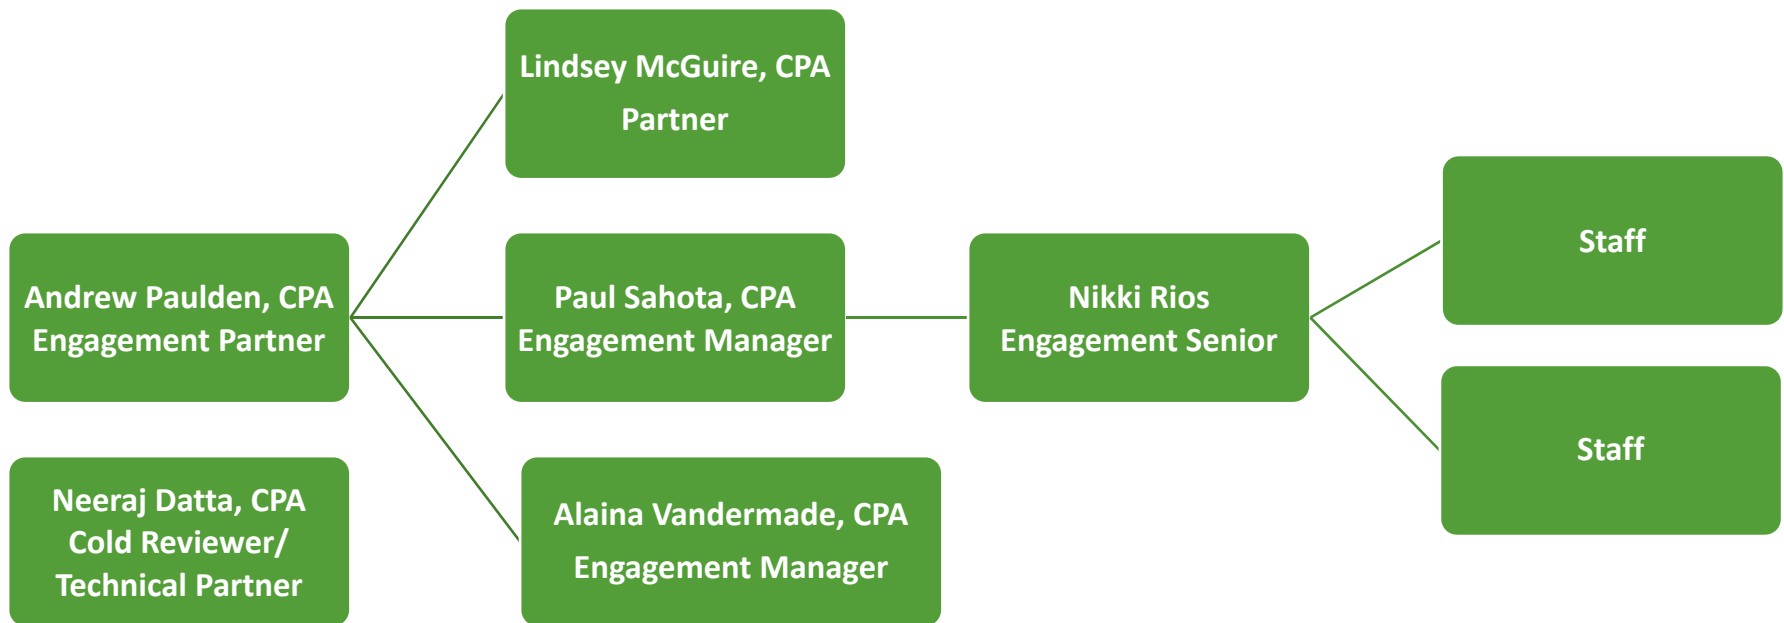 Lindsey McGuire, CPA
Partner
Andrew Paulden, CPA
Engagement Partner
Paul Sahota, CPA
Engagement Manager
Nikki Rios
Engagement Senior
Staff
Staff
Neeraj Datta, CPA
Cold Reviewer/
Technical Partner
Alaina Vandermade, CPA
Engagement Manager